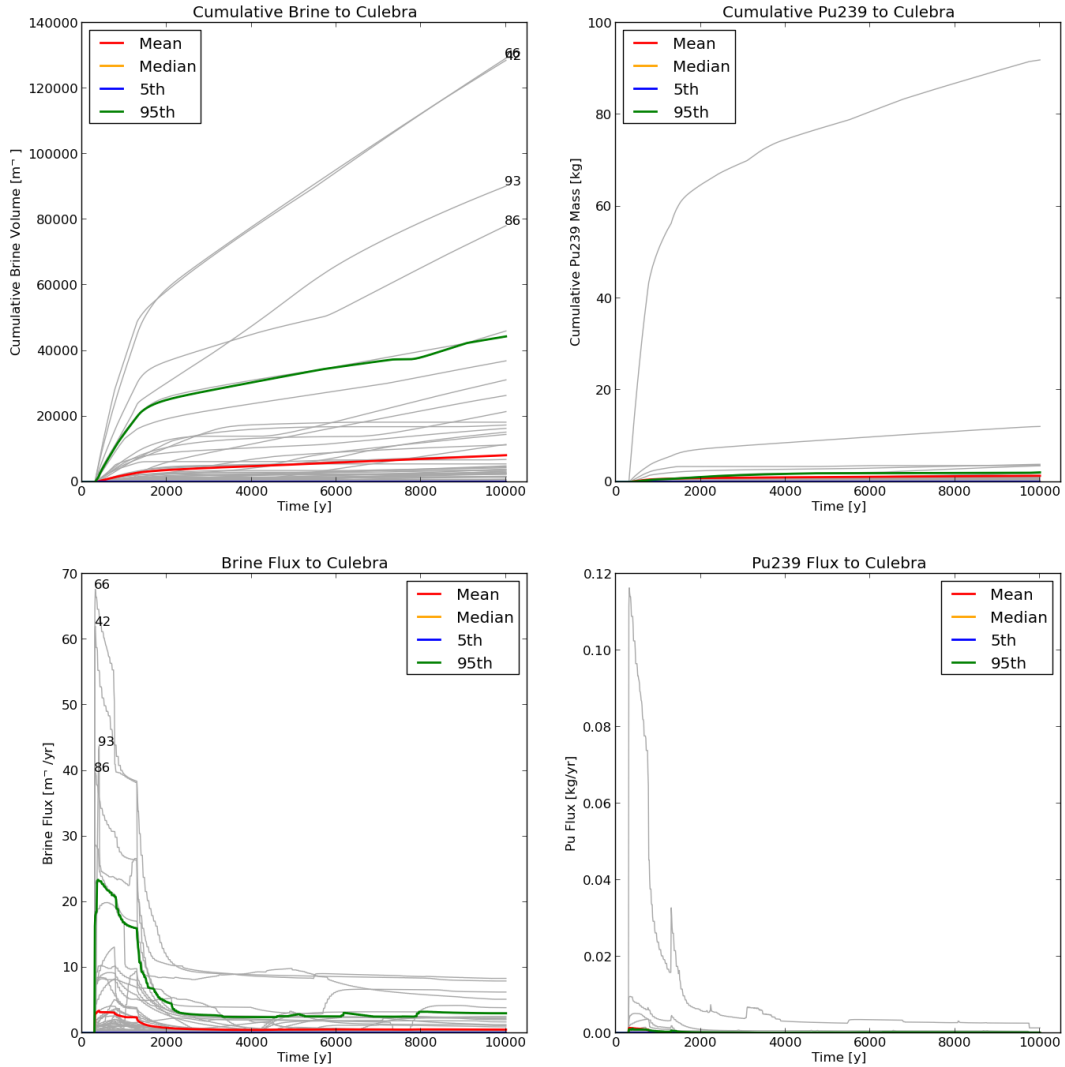 Cumulative Brine to Culebra
140000
120000
100000
80000
60000
40000
20000
0
Cumulative Brine Volume [m¬ ]
Mean
Median
5th
95th
66
42
93
86
0 2000 4000 6000 8000 10000
Time [y]
Cumulative Pu239 to Culebra
100
80
60
40
20
0
Cumulative Pu239 Mass [kg]
Mean
Median
5th
95th
0 2000 4000 6000 8000 10000
Time [y]
Brine Flux to Culebra
70
60
50
40
30
20
10
0
Brine Flux [m¬ /yr]
66
42
93
86
Mean
Median
5th
95th
0 2000 4000 6000 8000 10000
Time [y]
Pu239 Flux to Culebra
0.12
0.10
0.08
0.06
0.04
0.02
0.00
Pu Flux [kg/yr]
Mean
Median
5th
95th
0 2000 4000 6000 8000 10000
Time [y]